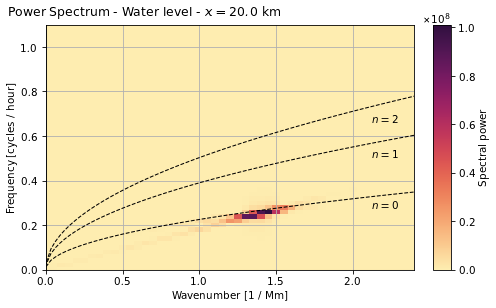 Power Spectrum - Water level - x = 20.0 km
×10⁸
1.0
0.8
0.6
0.4
0.2
0.0
Frequency [cycles / hour]
n = 2
n = 1
n = 0
0.0 0.5 1.0 1.5 2.0
Wavenumber [1 / Mm]
1.0
0.8
0.6
0.4
0.2
0.0
Spectral power